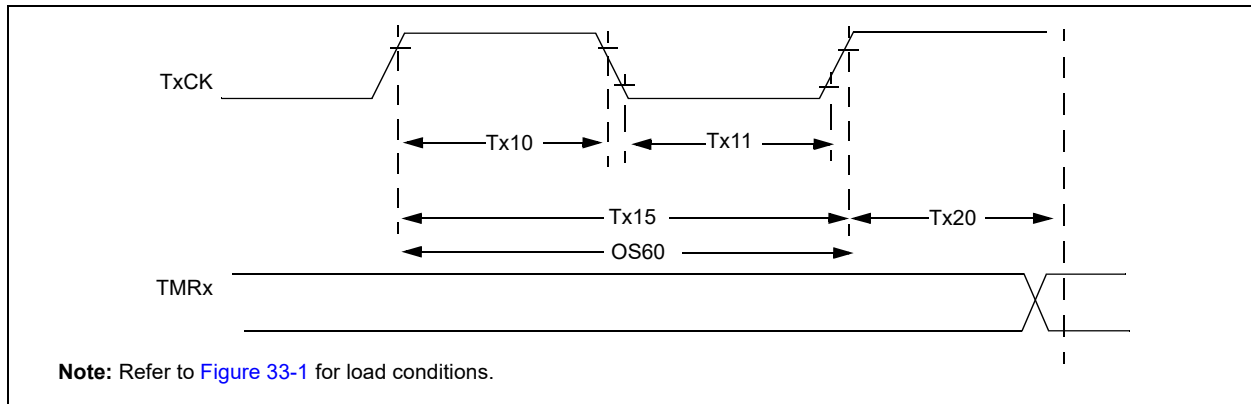 TxCK
Tx10
Tx11
Tx15
Tx20
OS60
TMRx
Note: Refer to Figure 33-1 for load conditions.